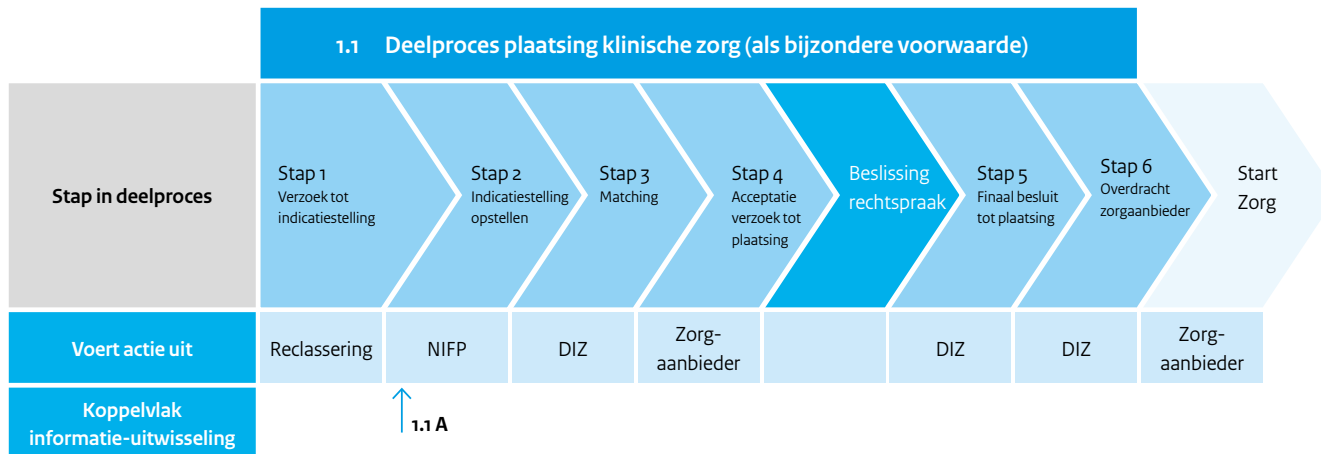 1.1 Deelproces plaatsing klinische zorg (als bijzondere voorwaarde)
Stap in deelproces
Stap 1
Verzoek tot
indicatiestelling
Stap 2
Indicatiestelling
opstellen
Stap 3
Matching
Stap 4
Acceptatie
verzoek tot
plaatsing
Beslissing
rechtspraak
Stap 5
Finaal besluit
tot plaatsing
Stap 6
Overdracht
zorgaanbieder
Start
Zorg
Voert actie uit
Reclassering
NIFP
DIZ
Zorg-
aanbieder
DIZ
DIZ
Zorg-
aanbieder
Koppelvlak
informatie-uitwisseling
1.1 A